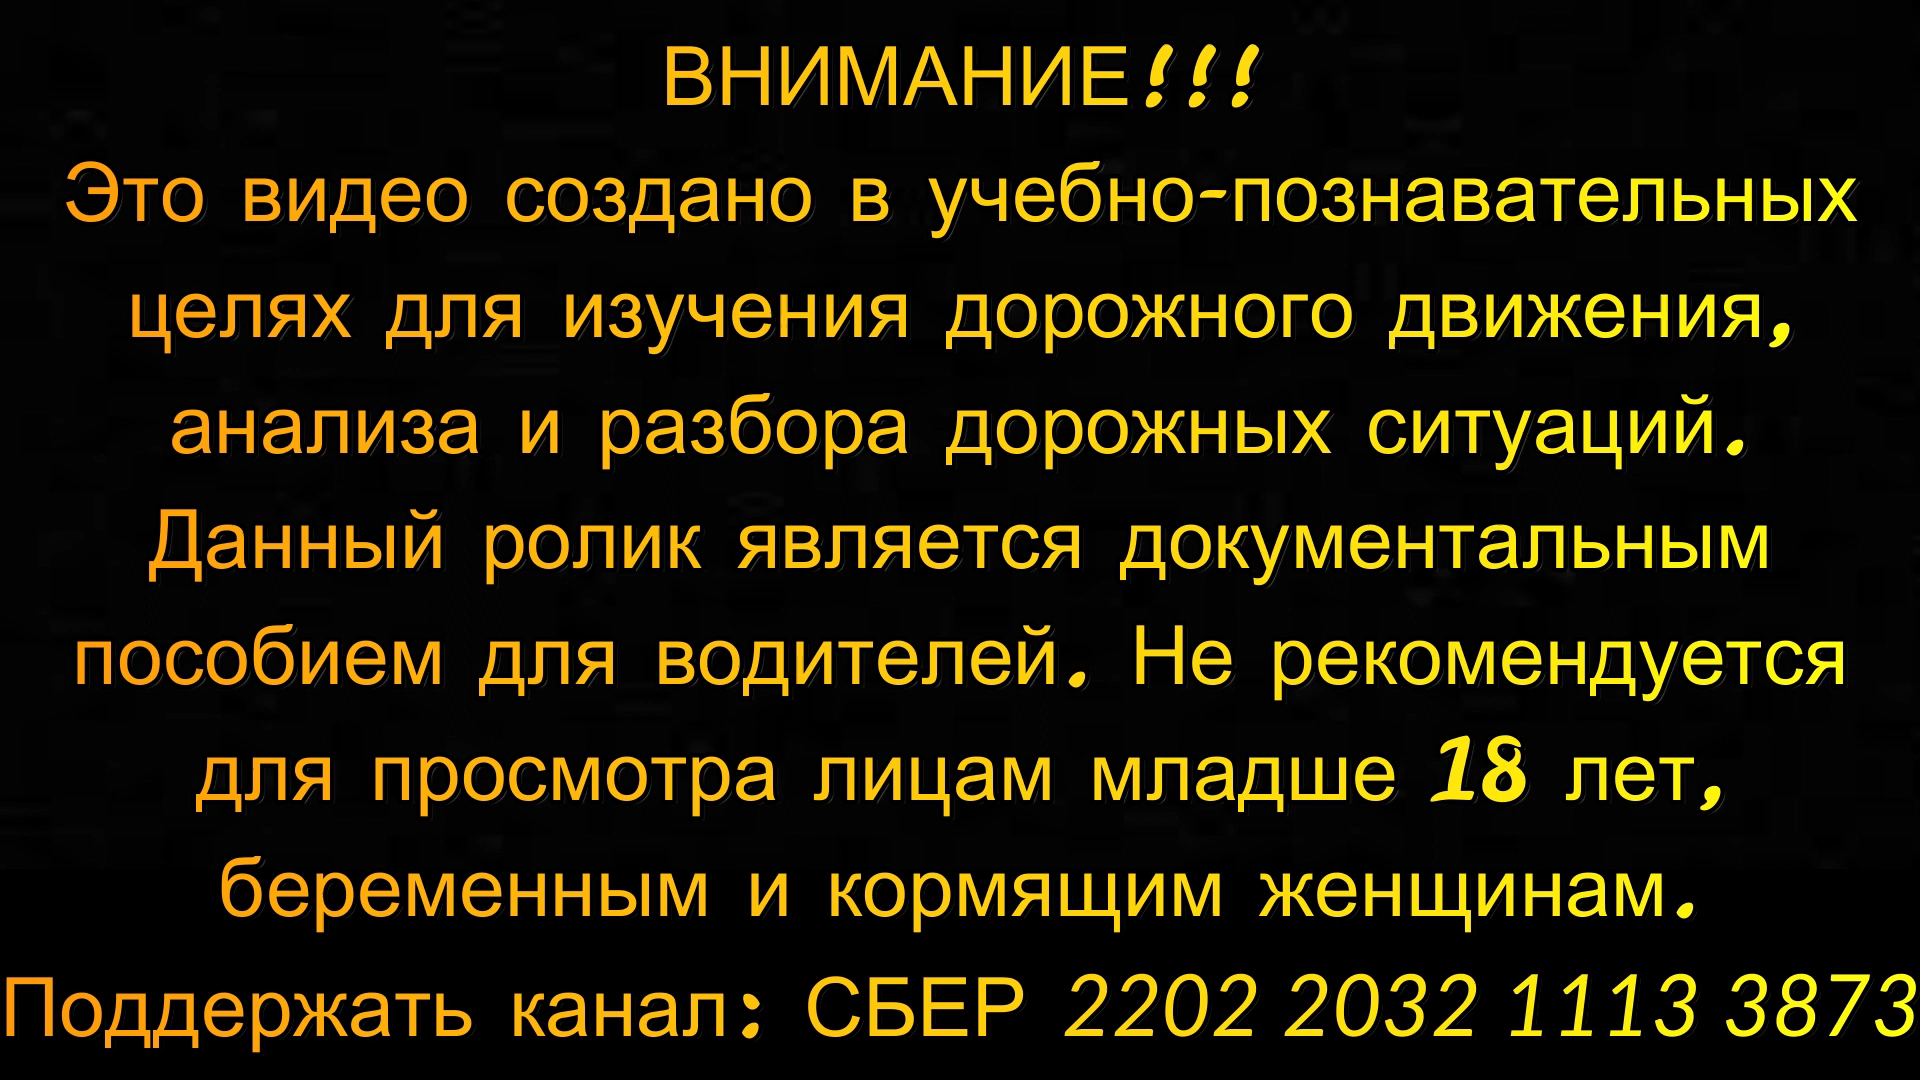 ВНИМАНИЕ!!!
Это видео создано в учебно-познавательных
целях для изучения дорожного движения,
анализа и разбора дорожных ситуаций.
Данный ролик является документальным
пособием для водителей. Не рекомендуется
для просмотра лицам младше 18 лет,
беременным и кормящим женщинам.
Поддержать канал: СБЕР 2202 2032 1113 3873